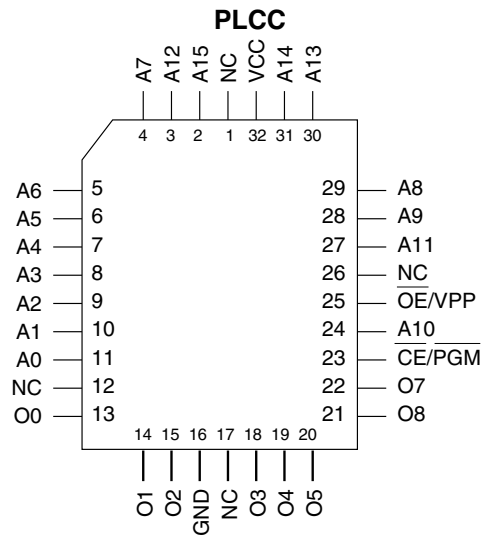 PLCC
A7 A12 A15 NC VCC A14 A13
4 3 2 1 32 31 30
A6 5 29 A8
A5 6 28 A9
A4 7 27 A11
A3 8 26 NC
A2 9 25 O̅E̅/VPP
A1 10 24 A10
A0 11 23 C̅E̅/P̅G̅M̅
NC 12 22 O7
O0 13 21 O8
14 15 16 17 18 19 20
O1 O2 GND NC O3 O4 O5